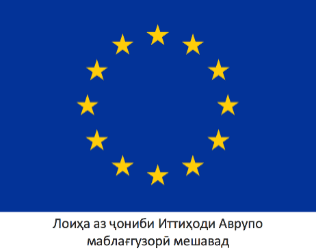 Лоиҳа аз ҷониби Иттиҳоди Аврупо
маблағгузорӣ мешавад